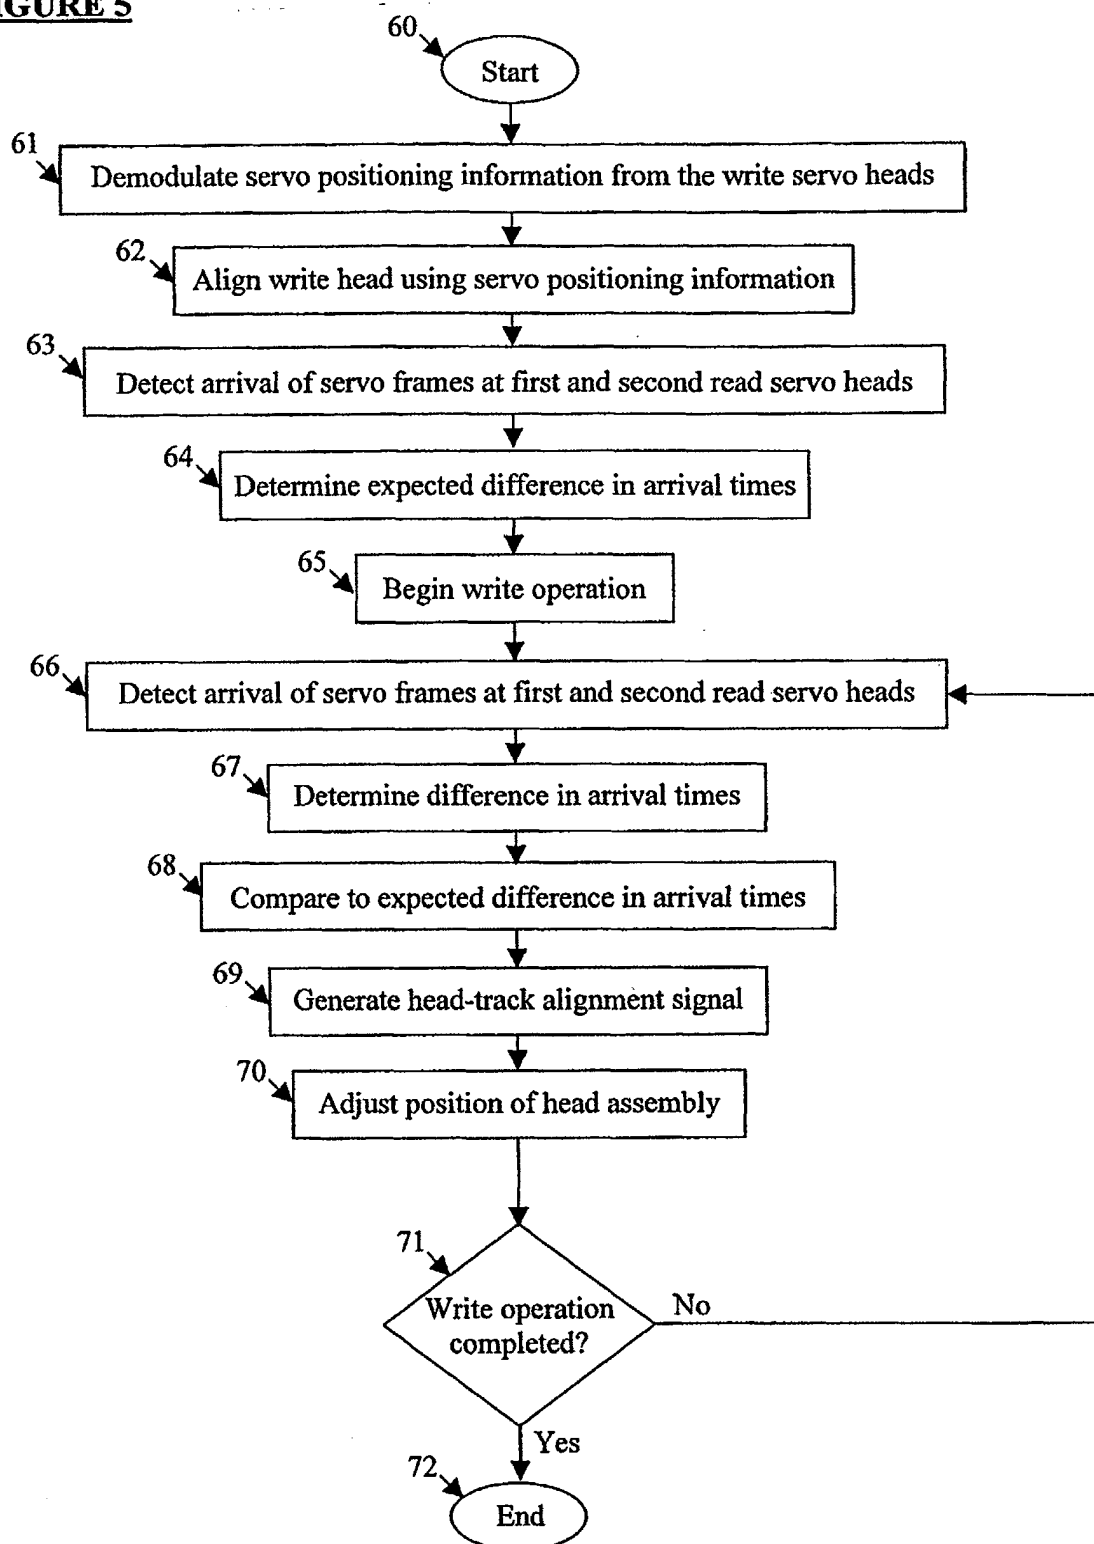 IGURE 5
60
Start
61
Demodulate servo positioning information from the write servo heads
62
Align write head using servo positioning information
63
Detect arrival of servo frames at first and second read servo heads
64
Determine expected difference in arrival times
65
Begin write operation
66
Detect arrival of servo frames at first and second read servo heads
67
Determine difference in arrival times
68
Compare to expected difference in arrival times
69
Generate head-track alignment signal
70
Adjust position of head assembly
71
Write operation
completed?
No
Yes
72
End